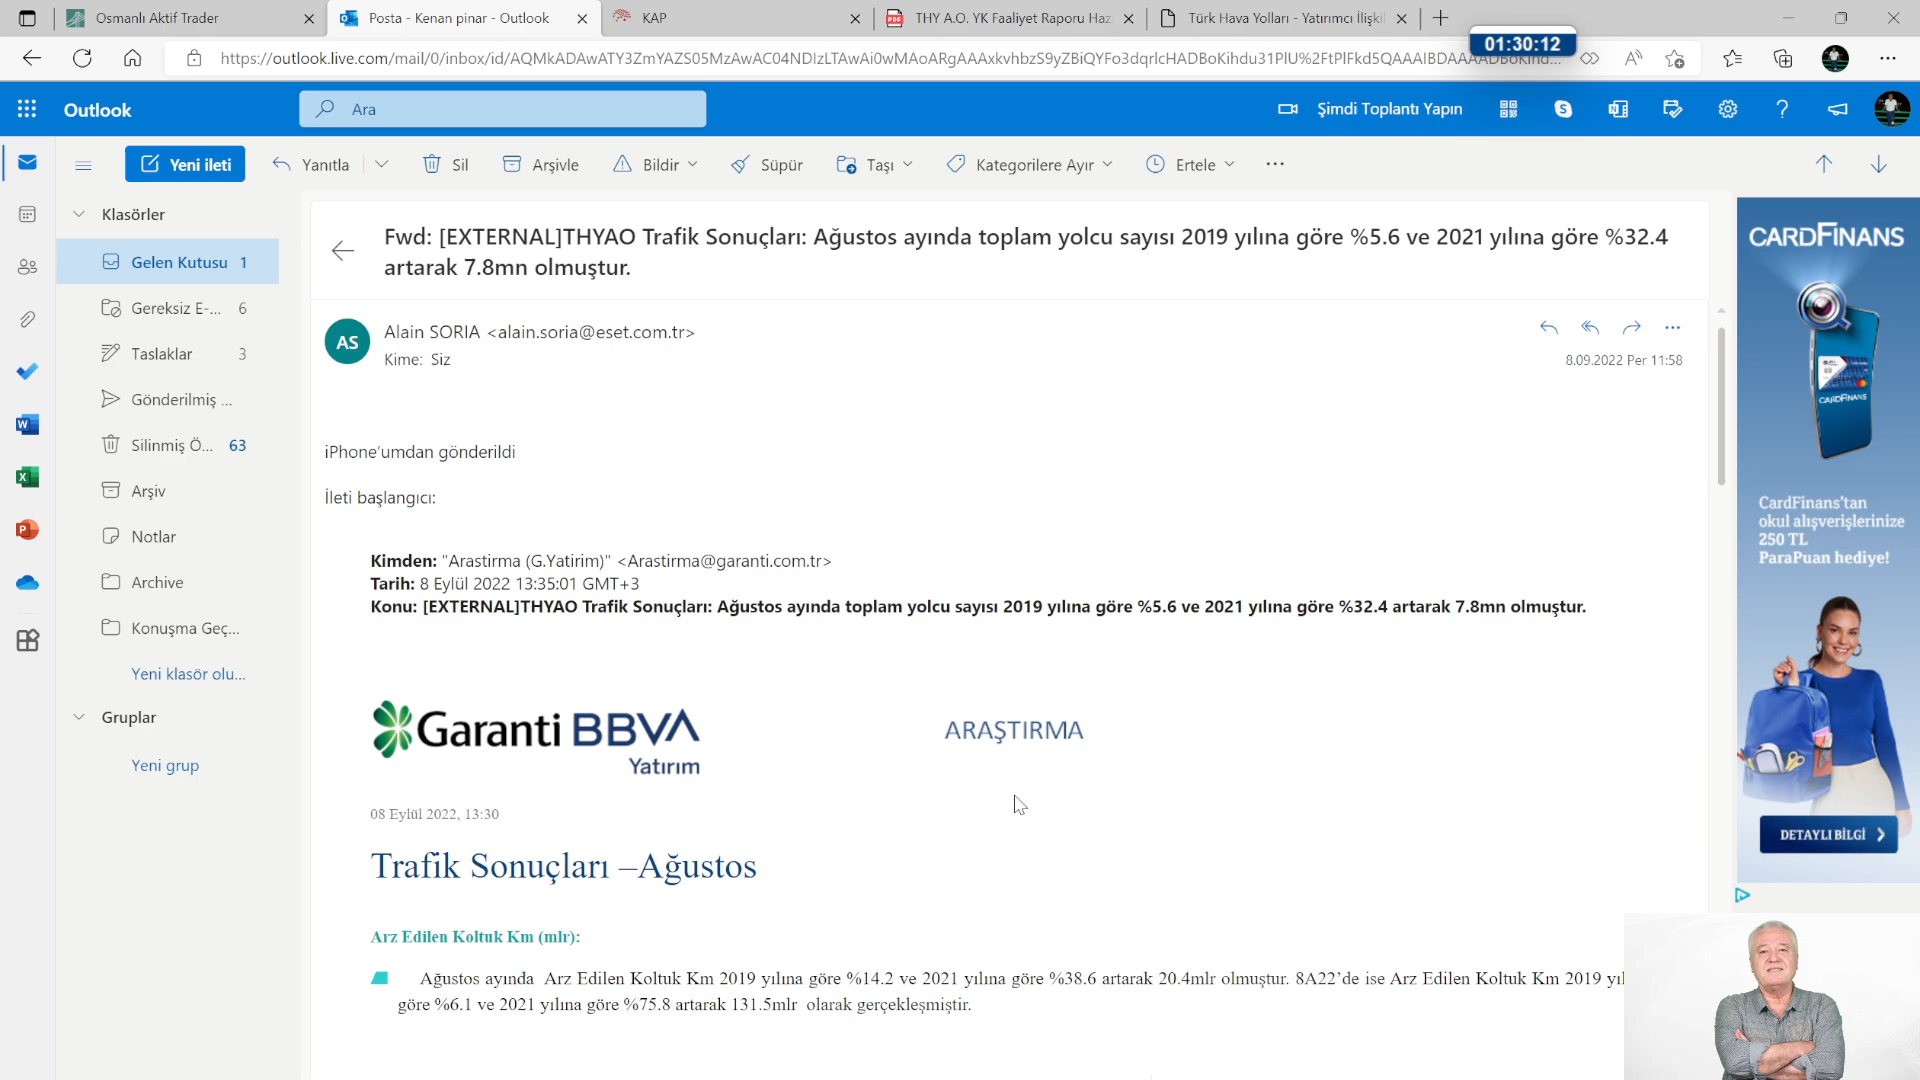 Osmanlı Aktif Trader
Posta - Kenan pinar - Outlook
KAP
THY A.O. YK Faaliyet Raporu Haz
Türk Hava Yolları - Yatırımcı İlişkil
01:30:12
Outlook
Ara
Şimdi Toplantı Yapın
Yeni ileti
Yanıtla
Sil
Arşivle
Bildir
Süpür
Taşı
Kategorilere Ayır
Ertele
Klasörler
Gelen Kutusu 1
Gereksiz E-... 6
Taslaklar 3
Gönderilmiş ...
Silinmiş Ö... 63
Arşiv
Notlar
Archive
Konuşma Geç...
Yeni klasör olu...
Gruplar
Yeni grup
Fwd: [EXTERNAL]THYAO Trafik Sonuçları: Ağustos ayında toplam yolcu sayısı 2019 yılına göre %5.6 ve 2021 yılına göre %32.4
artarak 7.8mn olmuştur.
AS
Alain SORIA <alain.soria@eset.com.tr>
Kime: Siz
8.09.2022 Per 11:58
iPhone'umdan gönderildi
İleti başlangıcı:
Kimden: "Arastirma (G.Yatirim)" <Arastirma@garanti.com.tr>
Tarih: 8 Eylül 2022 13:35:01 GMT+3
Konu: [EXTERNAL]THYAO Trafik Sonuçları: Ağustos ayında toplam yolcu sayısı 2019 yılına göre %5.6 ve 2021 yılına göre %32.4 artarak 7.8mn olmuştur.
Garanti BBVA
Yatırım
ARAŞTIRMA
08 Eylül 2022, 13:30
Trafik Sonuçları –Ağustos
Arz Edilen Koltuk Km (mlr):
Ağustos ayında Arz Edilen Koltuk Km 2019 yılına göre %14.2 ve 2021 yılına göre %38.6 artarak 20.4mlr olmuştur. 8A22’de ise Arz Edilen Koltuk Km 2019 yıl
göre %6.1 ve 2021 yılına göre %75.8 artarak 131.5mlr olarak gerçekleşmiştir.
CARDFINANS
CARDFINANS
CardFinans'tan
okul alışverişlerinize
250 TL
ParaPuan hediye!
DETAYLI BİLGİ